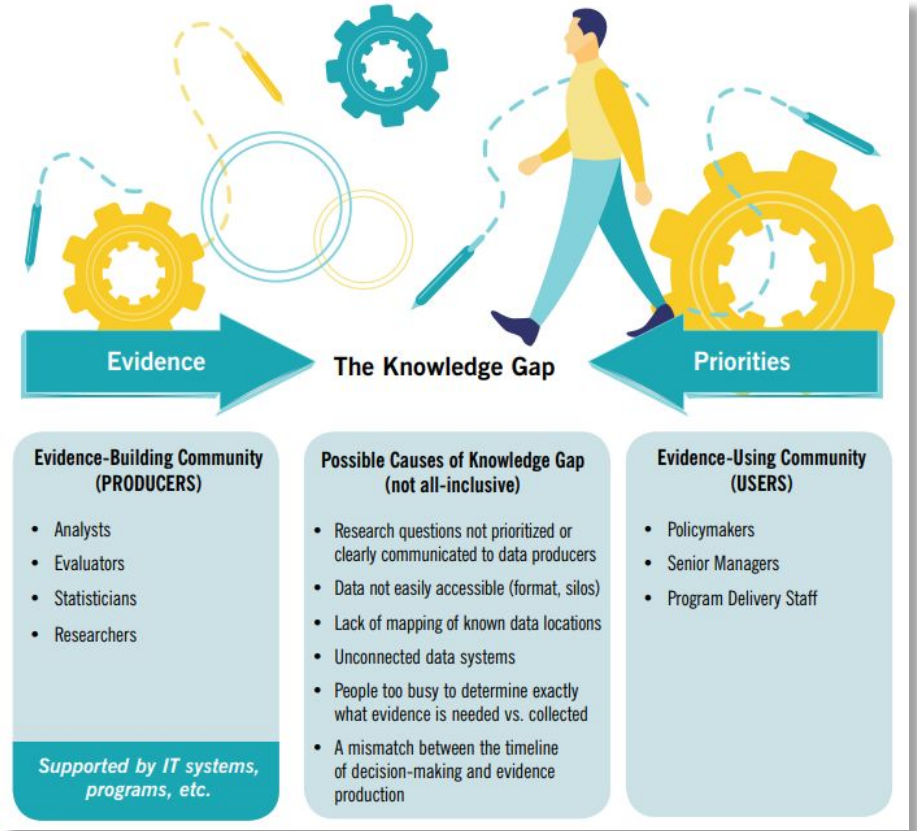 Evidence
The Knowledge Gap
Priorities
Evidence-Building Community
(PRODUCERS)
• Analysts
• Evaluators
• Statisticians
• Researchers
Supported by IT systems,
programs, etc.
Possible Causes of Knowledge Gap
(not all-inclusive)
• Research questions not prioritized or
clearly communicated to data producers
• Data not easily accessible (format, silos)
• Lack of mapping of known data locations
• Unconnected data systems
• People too busy to determine exactly
what evidence is needed vs. collected
• A mismatch between the timeline
of decision-making and evidence
production
Evidence-Using Community
(USERS)
• Policymakers
• Senior Managers
• Program Delivery Staff